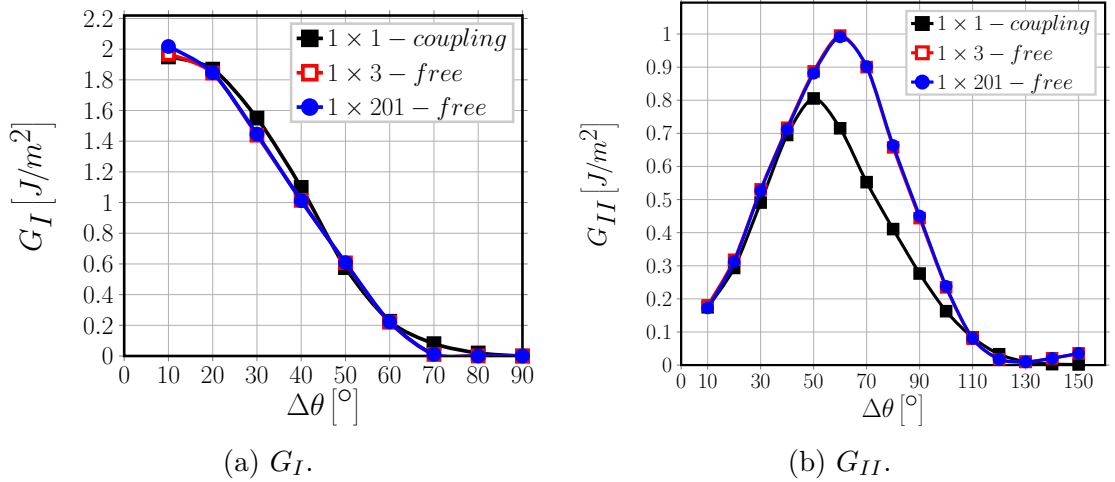 2.2
2
1.8
1.6
1.4
1.2
1
0.8
0.6
0.4
0.2
0
G_I [J/m^2]
1 × 1 − coupling
1 × 3 − free
1 × 201 − free
0 10 20 30 40 50 60 70 80 90
Δθ [°]
(a) G_I.
1
0.9
0.8
0.7
0.6
0.5
0.4
0.3
0.2
0.1
0
G_{II} [J/m^2]
1 × 1 − coupling
1 × 3 − free
1 × 201 − free
0 10 30 50 70 90 110 130 150
Δθ [°]
(b) G_{II}.